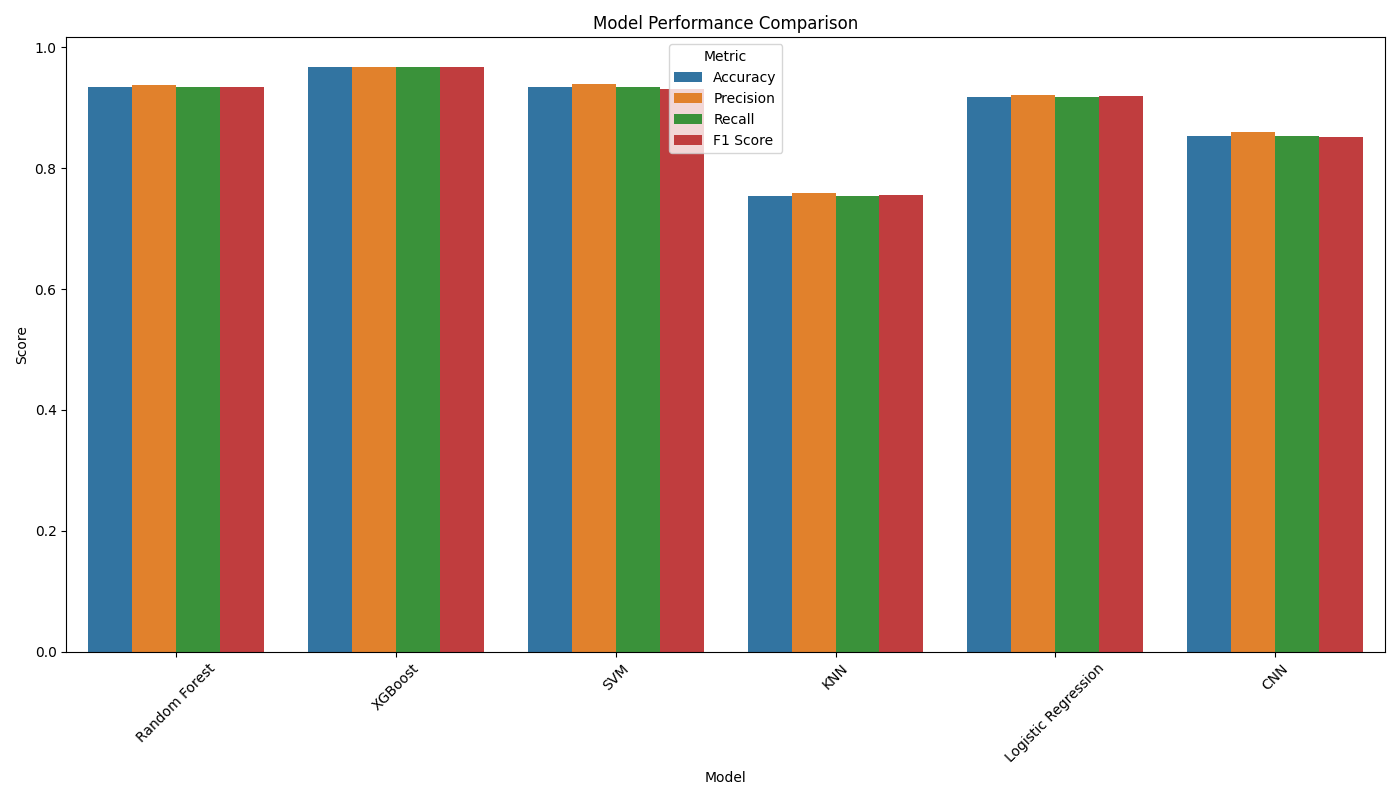 Model Performance Comparison
Metric
Accuracy
Precision
Recall
F1 Score
Score
1.0
0.8
0.6
0.4
0.2
0.0
Random Forest
XGBoost
SVM
KNN
Logistic Regression
CNN
Model